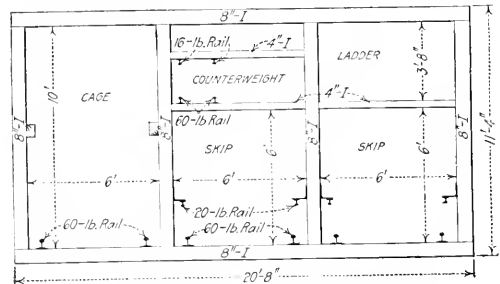 8"-I
16-lb. Rail
4"-I
LADDER
3'-8"
10'
CAGE
COUNTERWEIGHT
4"-I
60-lb. Rail
8"-I
8"-I
8"-I
8"-I
11'-4"
SKIP
6'
SKIP
6'
6'
6'
6'
20-lb. Rail
60-lb. Rail
60-lb. Rail
8"-I
20'-8"